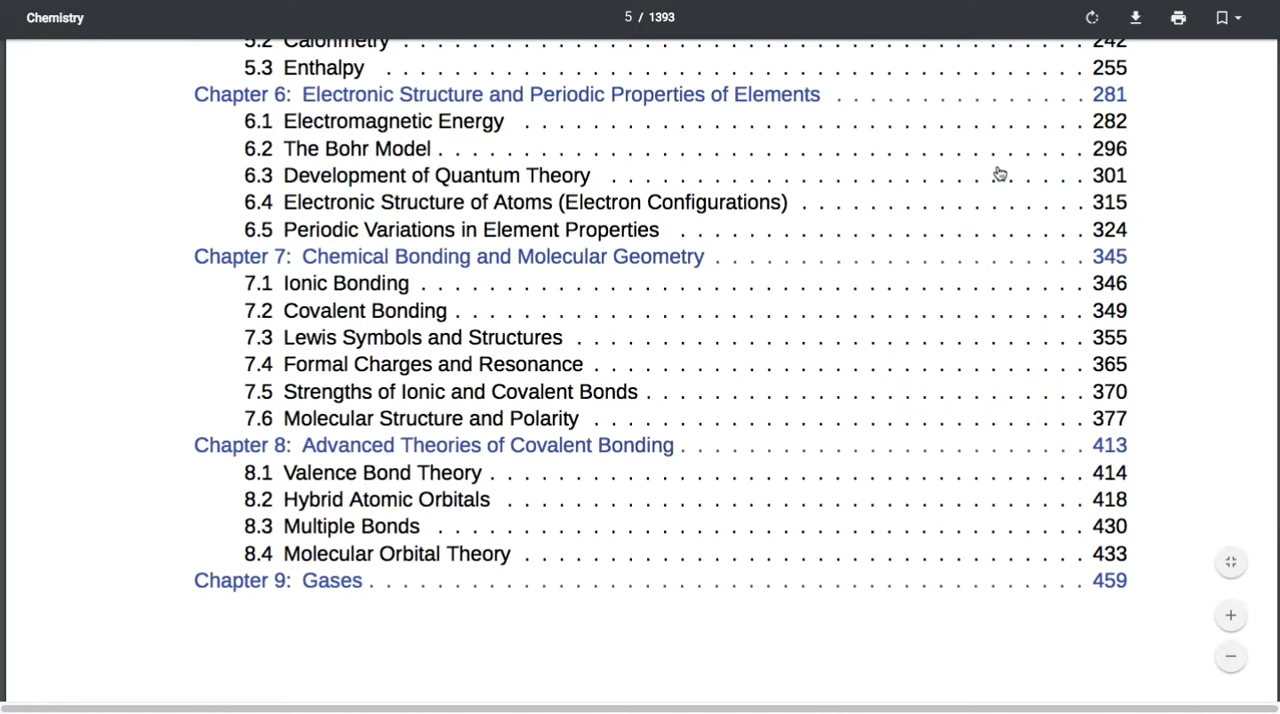 Chemistry
5 / 1393
5.2 Calorimetry . . . . . . . . . . . . . . . . . . . . . . . . . . . . . . . . . . . . . . . . 242
5.3 Enthalpy . . . . . . . . . . . . . . . . . . . . . . . . . . . . . . . . . . . . . . . . . 255
Chapter 6: Electronic Structure and Periodic Properties of Elements . . . . . . . . . . . . . . . 281
6.1 Electromagnetic Energy . . . . . . . . . . . . . . . . . . . . . . . . . . . . . . . . . 282
6.2 The Bohr Model . . . . . . . . . . . . . . . . . . . . . . . . . . . . . . . . . . . . . . 296
6.3 Development of Quantum Theory . . . . . . . . . . . . . . . . . . . . . . . . . . . . 301
6.4 Electronic Structure of Atoms (Electron Configurations) . . . . . . . . . . . . . . . . . 315
6.5 Periodic Variations in Element Properties . . . . . . . . . . . . . . . . . . . . . . . . 324
Chapter 7: Chemical Bonding and Molecular Geometry . . . . . . . . . . . . . . . . . . . . . . 345
7.1 Ionic Bonding . . . . . . . . . . . . . . . . . . . . . . . . . . . . . . . . . . . . . . . 346
7.2 Covalent Bonding . . . . . . . . . . . . . . . . . . . . . . . . . . . . . . . . . . . . . 349
7.3 Lewis Symbols and Structures . . . . . . . . . . . . . . . . . . . . . . . . . . . . . . 355
7.4 Formal Charges and Resonance . . . . . . . . . . . . . . . . . . . . . . . . . . . . . 365
7.5 Strengths of Ionic and Covalent Bonds . . . . . . . . . . . . . . . . . . . . . . . . . . 370
7.6 Molecular Structure and Polarity . . . . . . . . . . . . . . . . . . . . . . . . . . . . . 377
Chapter 8: Advanced Theories of Covalent Bonding . . . . . . . . . . . . . . . . . . . . . . . . 413
8.1 Valence Bond Theory . . . . . . . . . . . . . . . . . . . . . . . . . . . . . . . . . . . 414
8.2 Hybrid Atomic Orbitals . . . . . . . . . . . . . . . . . . . . . . . . . . . . . . . . . . 418
8.3 Multiple Bonds . . . . . . . . . . . . . . . . . . . . . . . . . . . . . . . . . . . . . . 430
8.4 Molecular Orbital Theory . . . . . . . . . . . . . . . . . . . . . . . . . . . . . . . . . 433
Chapter 9: Gases . . . . . . . . . . . . . . . . . . . . . . . . . . . . . . . . . . . . . . . . . . 459